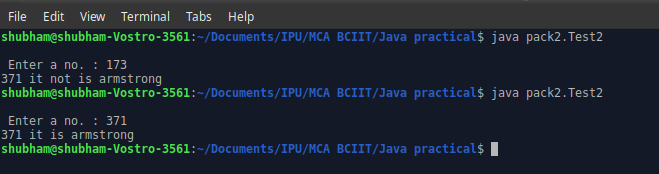 File Edit View Terminal Tabs Help
shubham@shubham-Vostro-3561:~/Documents/IPU/MCA BCIIT/Java practical$ java pack2.Test2
Enter a no. : 173
371 it not is armstrong
shubham@shubham-Vostro-3561:~/Documents/IPU/MCA BCIIT/Java practical$ java pack2.Test2
Enter a no. : 371
371 it is armstrong
shubham@shubham-Vostro-3561:~/Documents/IPU/MCA BCIIT/Java practical$